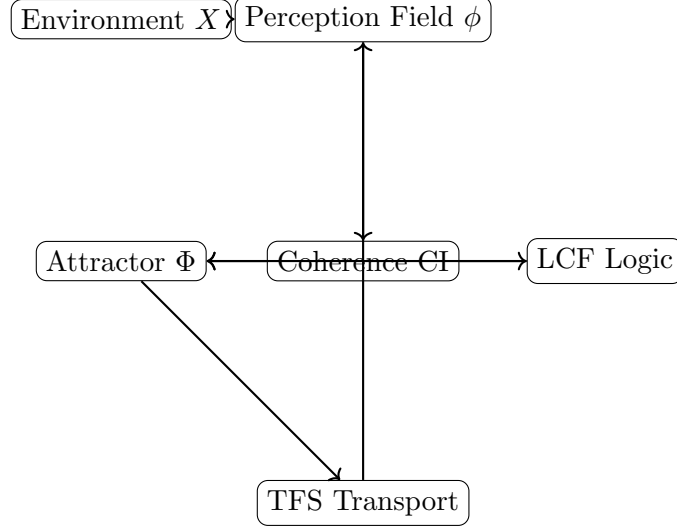 Environment X
Perception Field ϕ
Attractor Φ
Coherence CI
LCF Logic
TFS Transport